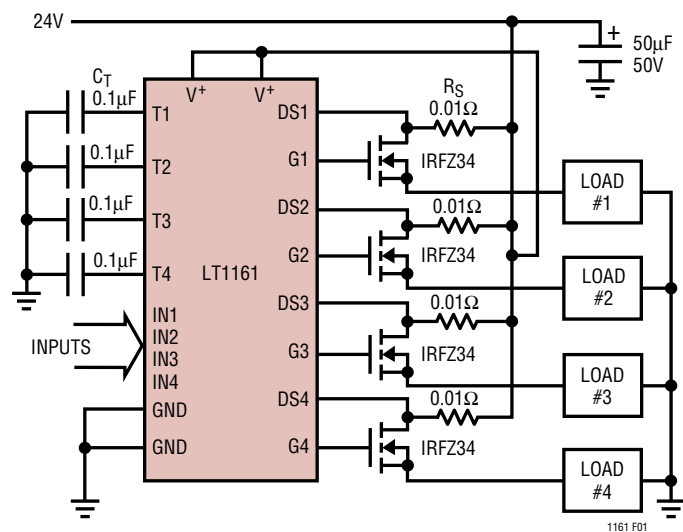 24V
+
50µF
50V
CT
0.1µF
0.1µF
0.1µF
0.1µF
V+
V+
T1
T2
T3
T4
LT1161
IN1
IN2
IN3
IN4
INPUTS
GND
GND
DS1
G1
DS2
G2
DS3
G3
DS4
G4
RS
0.01Ω
IRFZ34
0.01Ω
IRFZ34
0.01Ω
IRFZ34
0.01Ω
IRFZ34
LOAD
#1
LOAD
#2
LOAD
#3
LOAD
#4
1161 F01